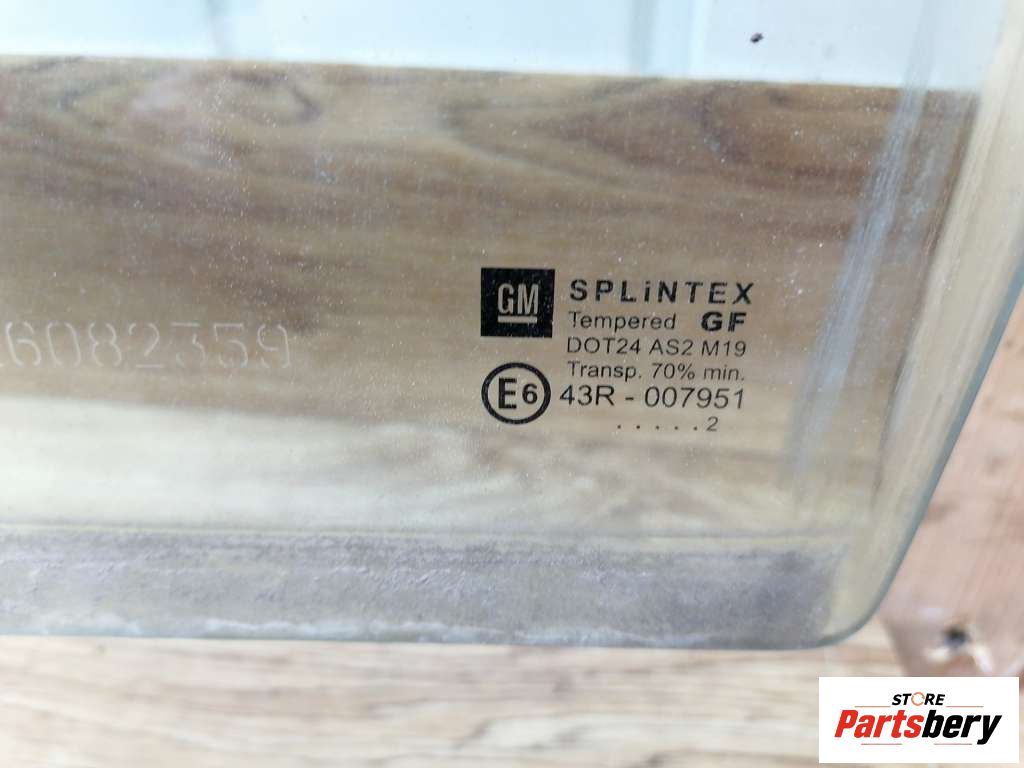 GM
SPLiNTEX
Tempered GF
DOT24 AS2 M19
Transp. 70% min.
E6 43R - 007951
. . . . . 2
6082359
STORE
Partsbery